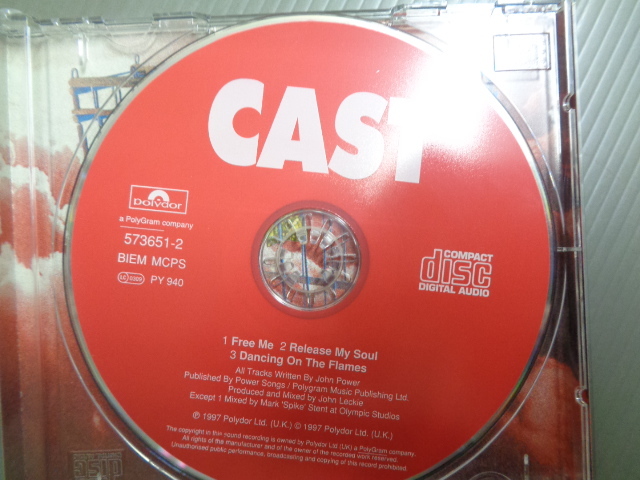 CAST
Polydor
a PolyGram company
573651-2
BIEM MCPS
LC 0309 PY 940
COMPACT
disc
DIGITAL AUDIO
1 Free Me 2 Release My Soul
3 Dancing On The Flames
All Tracks Written By John Power
Published By Power Songs / Polygram Music Publishing Ltd.
Produced and Mixed by John Leckie
Except 1 Mixed by Mark 'Spike' Stent at Olympic Studios
℗ 1997 Polydor Ltd. (U.K.) © 1997 Polydor Ltd. (U.K.)
The copyright in this sound recording is owned by Polydor Ltd (UK) a PolyGram company.
All rights of the manufacturer and of the owner of the recorded work reserved.
Unauthorised public performance, broadcasting and copying of this record prohibited.
disc